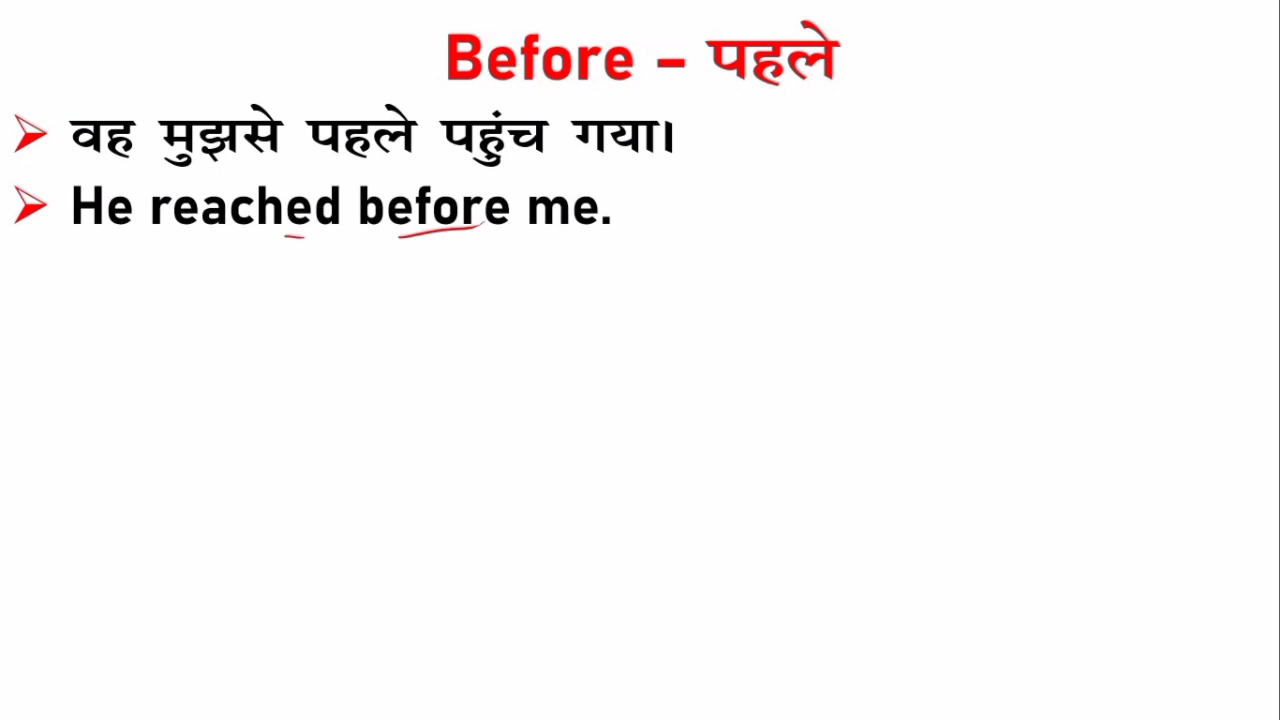 Before – पहले
वह मुझसे पहले पहुंच गया।
He reached before me.